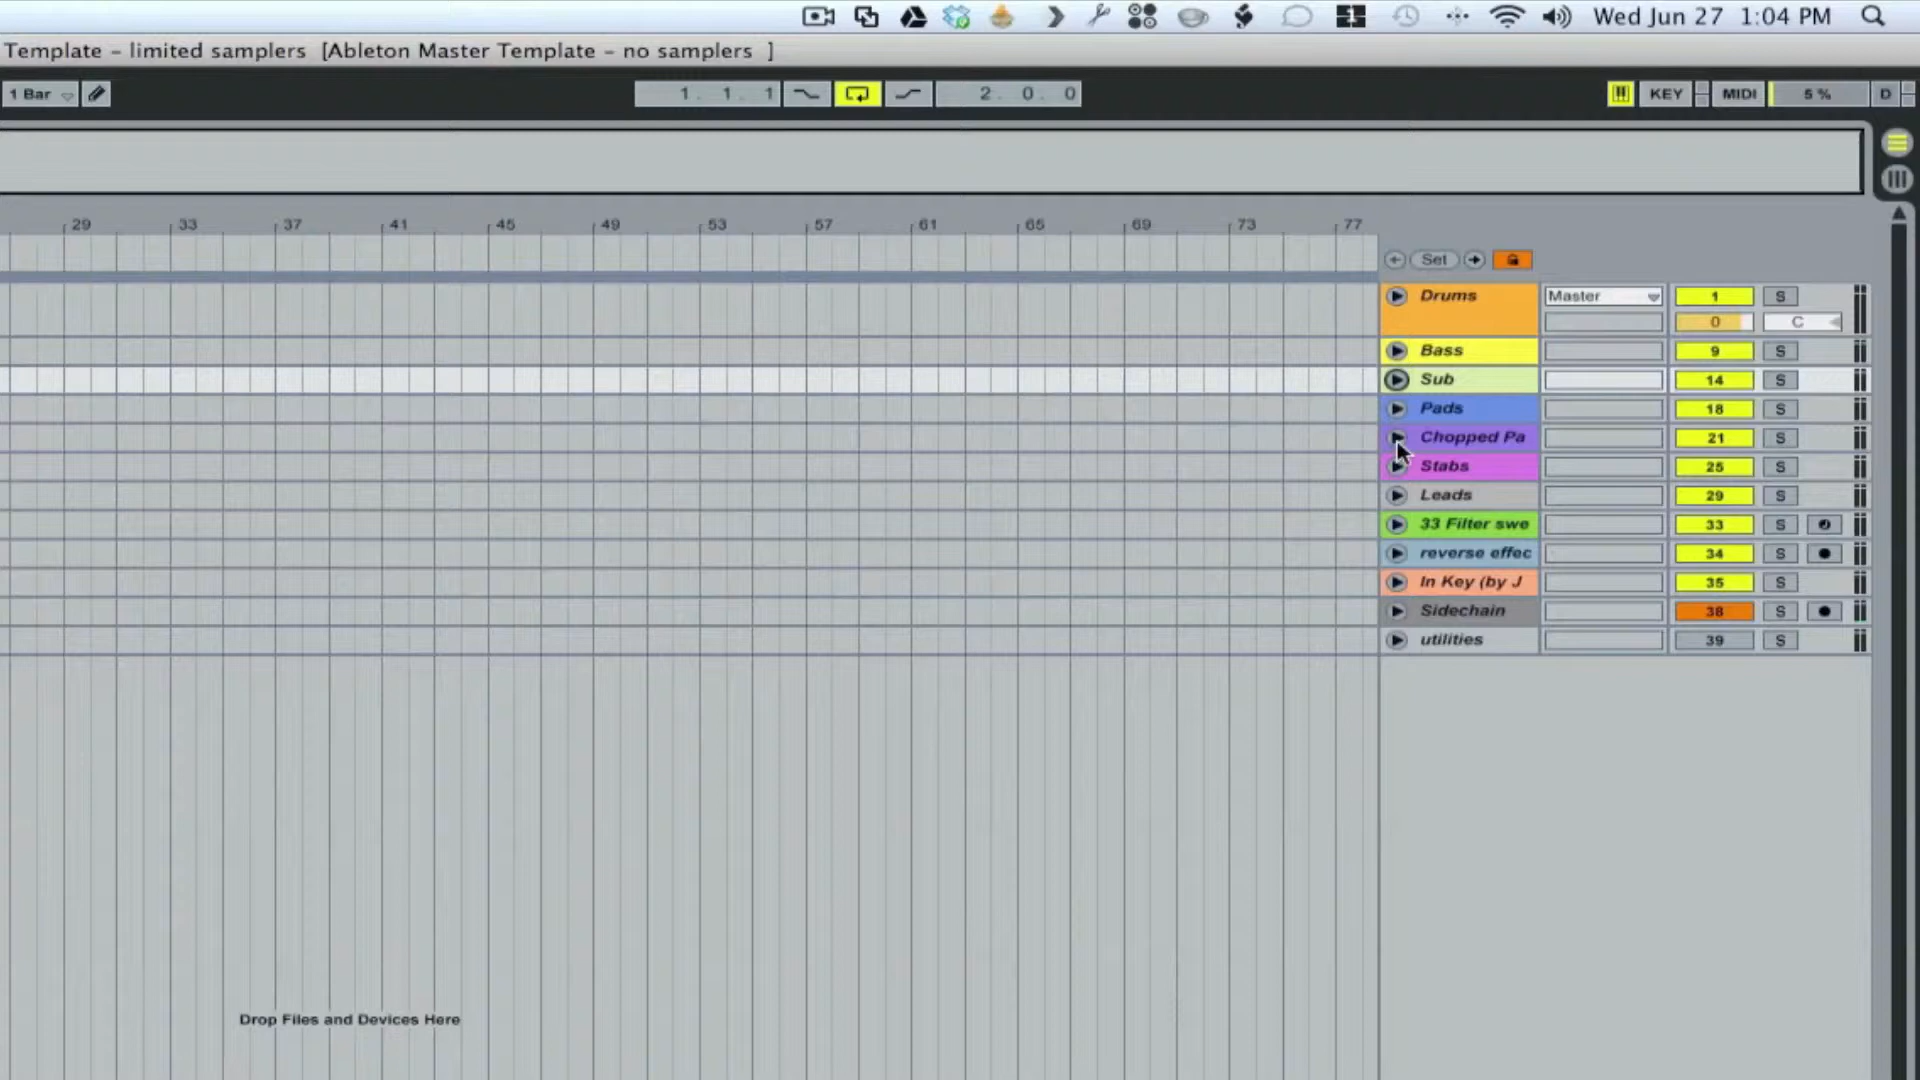 Wed Jun 27 1:04 PM
Template – limited samplers [Ableton Master Template – no samplers ]
1 Bar 1. 1. 1 2. 0. 0 KEY MIDI 5 % D
29 33 37 41 45 49 53 57 61 65 69 73 77
Set
Drums Master 1 S
0 C
Bass 9 S
Sub 14 S
Pads 18 S
Chopped Pa 21 S
Stabs 25 S
Leads 29 S
33 Filter swe 33 S
reverse effec 34 S
In Key (by J 35 S
Sidechain 38 S
utilities 39 S
Drop Files and Devices Here